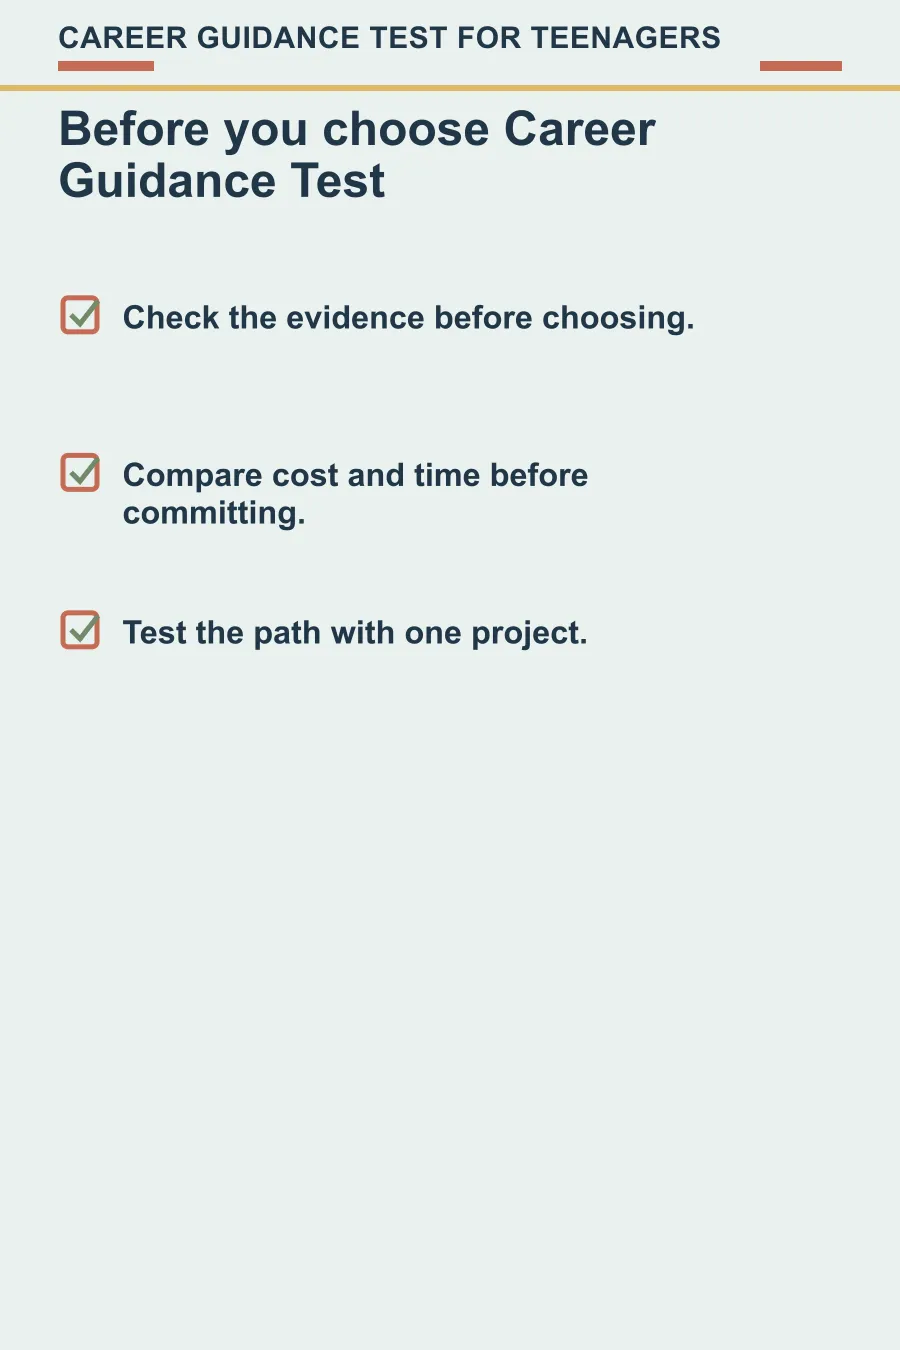 CAREER GUIDANCE TEST FOR TEENAGERS
Before you choose Career
Guidance Test
Check the evidence before choosing.
Compare cost and time before
committing.
Test the path with one project.